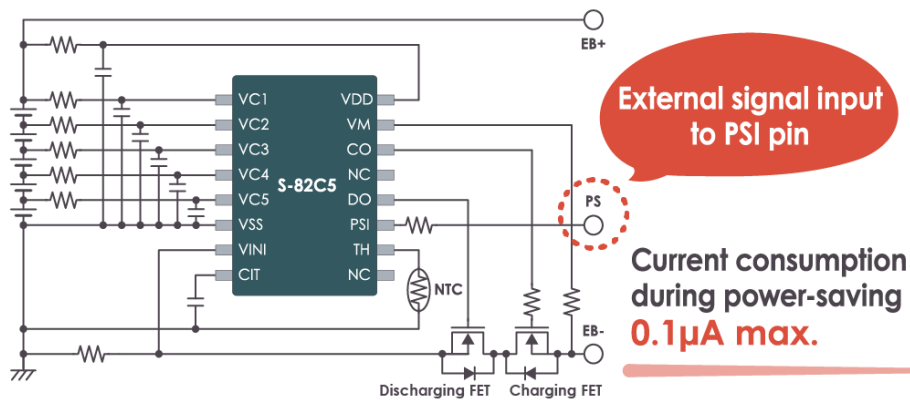 EB+
External signal input
to PSI pin
VC1
VDD
VC2
VM
VC3
CO
VC4
S-82C5
NC
VC5
DO
PS
VSS
PSI
VINI
TH
CIT
NC
NTC
Current consumption
during power-saving
0.1μA max.
EB-
Discharging FET
Charging FET